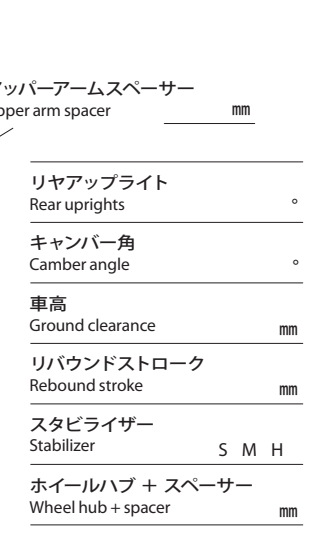 ッパーアームスペーサー
pper arm spacer mm
リヤアップライト
Rear uprights °
キャンバー角
Camber angle °
車高
Ground clearance mm
リバウンドストローク
Rebound stroke mm
スタビライザー
Stabilizer S M H
ホイールハブ + スペーサー
Wheel hub + spacer mm